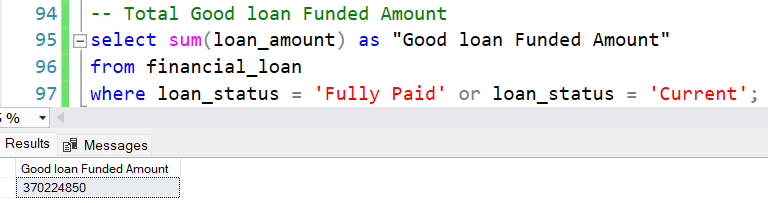 94 -- Total Good loan Funded Amount
95 select sum(loan_amount) as "Good loan Funded Amount"
96 from financial_loan
97 where loan_status = 'Fully Paid' or loan_status = 'Current';
%
Results Messages
Good loan Funded Amount
370224850